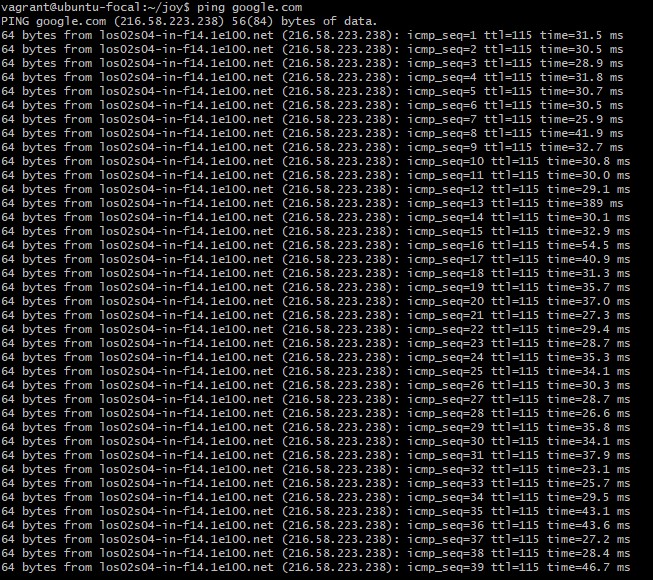 vagrant@ubuntu-focal:~/joy$ ping google.com
PING google.com (216.58.223.238) 56(84) bytes of data.
64 bytes from los02s04-in-f14.1e100.net (216.58.223.238): icmp_seq=1 ttl=115 time=31.5 ms
64 bytes from los02s04-in-f14.1e100.net (216.58.223.238): icmp_seq=2 ttl=115 time=30.5 ms
64 bytes from los02s04-in-f14.1e100.net (216.58.223.238): icmp_seq=3 ttl=115 time=28.9 ms
64 bytes from los02s04-in-f14.1e100.net (216.58.223.238): icmp_seq=4 ttl=115 time=31.8 ms
64 bytes from los02s04-in-f14.1e100.net (216.58.223.238): icmp_seq=5 ttl=115 time=30.7 ms
64 bytes from los02s04-in-f14.1e100.net (216.58.223.238): icmp_seq=6 ttl=115 time=30.5 ms
64 bytes from los02s04-in-f14.1e100.net (216.58.223.238): icmp_seq=7 ttl=115 time=25.9 ms
64 bytes from los02s04-in-f14.1e100.net (216.58.223.238): icmp_seq=8 ttl=115 time=41.9 ms
64 bytes from los02s04-in-f14.1e100.net (216.58.223.238): icmp_seq=9 ttl=115 time=32.7 ms
64 bytes from los02s04-in-f14.1e100.net (216.58.223.238): icmp_seq=10 ttl=115 time=30.8 ms
64 bytes from los02s04-in-f14.1e100.net (216.58.223.238): icmp_seq=11 ttl=115 time=30.0 ms
64 bytes from los02s04-in-f14.1e100.net (216.58.223.238): icmp_seq=12 ttl=115 time=29.1 ms
64 bytes from los02s04-in-f14.1e100.net (216.58.223.238): icmp_seq=13 ttl=115 time=389 ms
64 bytes from los02s04-in-f14.1e100.net (216.58.223.238): icmp_seq=14 ttl=115 time=30.1 ms
64 bytes from los02s04-in-f14.1e100.net (216.58.223.238): icmp_seq=15 ttl=115 time=32.9 ms
64 bytes from los02s04-in-f14.1e100.net (216.58.223.238): icmp_seq=16 ttl=115 time=54.5 ms
64 bytes from los02s04-in-f14.1e100.net (216.58.223.238): icmp_seq=17 ttl=115 time=40.9 ms
64 bytes from los02s04-in-f14.1e100.net (216.58.223.238): icmp_seq=18 ttl=115 time=31.3 ms
64 bytes from los02s04-in-f14.1e100.net (216.58.223.238): icmp_seq=19 ttl=115 time=35.7 ms
64 bytes from los02s04-in-f14.1e100.net (216.58.223.238): icmp_seq=20 ttl=115 time=37.0 ms
64 bytes from los02s04-in-f14.1e100.net (216.58.223.238): icmp_seq=21 ttl=115 time=27.3 ms
64 bytes from los02s04-in-f14.1e100.net (216.58.223.238): icmp_seq=22 ttl=115 time=29.4 ms
64 bytes from los02s04-in-f14.1e100.net (216.58.223.238): icmp_seq=23 ttl=115 time=28.7 ms
64 bytes from los02s04-in-f14.1e100.net (216.58.223.238): icmp_seq=24 ttl=115 time=35.3 ms
64 bytes from los02s04-in-f14.1e100.net (216.58.223.238): icmp_seq=25 ttl=115 time=34.1 ms
64 bytes from los02s04-in-f14.1e100.net (216.58.223.238): icmp_seq=26 ttl=115 time=30.3 ms
64 bytes from los02s04-in-f14.1e100.net (216.58.223.238): icmp_seq=27 ttl=115 time=28.7 ms
64 bytes from los02s04-in-f14.1e100.net (216.58.223.238): icmp_seq=28 ttl=115 time=26.6 ms
64 bytes from los02s04-in-f14.1e100.net (216.58.223.238): icmp_seq=29 ttl=115 time=35.8 ms
64 bytes from los02s04-in-f14.1e100.net (216.58.223.238): icmp_seq=30 ttl=115 time=34.1 ms
64 bytes from los02s04-in-f14.1e100.net (216.58.223.238): icmp_seq=31 ttl=115 time=37.9 ms
64 bytes from los02s04-in-f14.1e100.net (216.58.223.238): icmp_seq=32 ttl=115 time=23.1 ms
64 bytes from los02s04-in-f14.1e100.net (216.58.223.238): icmp_seq=33 ttl=115 time=25.7 ms
64 bytes from los02s04-in-f14.1e100.net (216.58.223.238): icmp_seq=34 ttl=115 time=29.5 ms
64 bytes from los02s04-in-f14.1e100.net (216.58.223.238): icmp_seq=35 ttl=115 time=43.1 ms
64 bytes from los02s04-in-f14.1e100.net (216.58.223.238): icmp_seq=36 ttl=115 time=43.6 ms
64 bytes from los02s04-in-f14.1e100.net (216.58.223.238): icmp_seq=37 ttl=115 time=27.2 ms
64 bytes from los02s04-in-f14.1e100.net (216.58.223.238): icmp_seq=38 ttl=115 time=28.4 ms
64 bytes from los02s04-in-f14.1e100.net (216.58.223.238): icmp_seq=39 ttl=115 time=46.7 ms